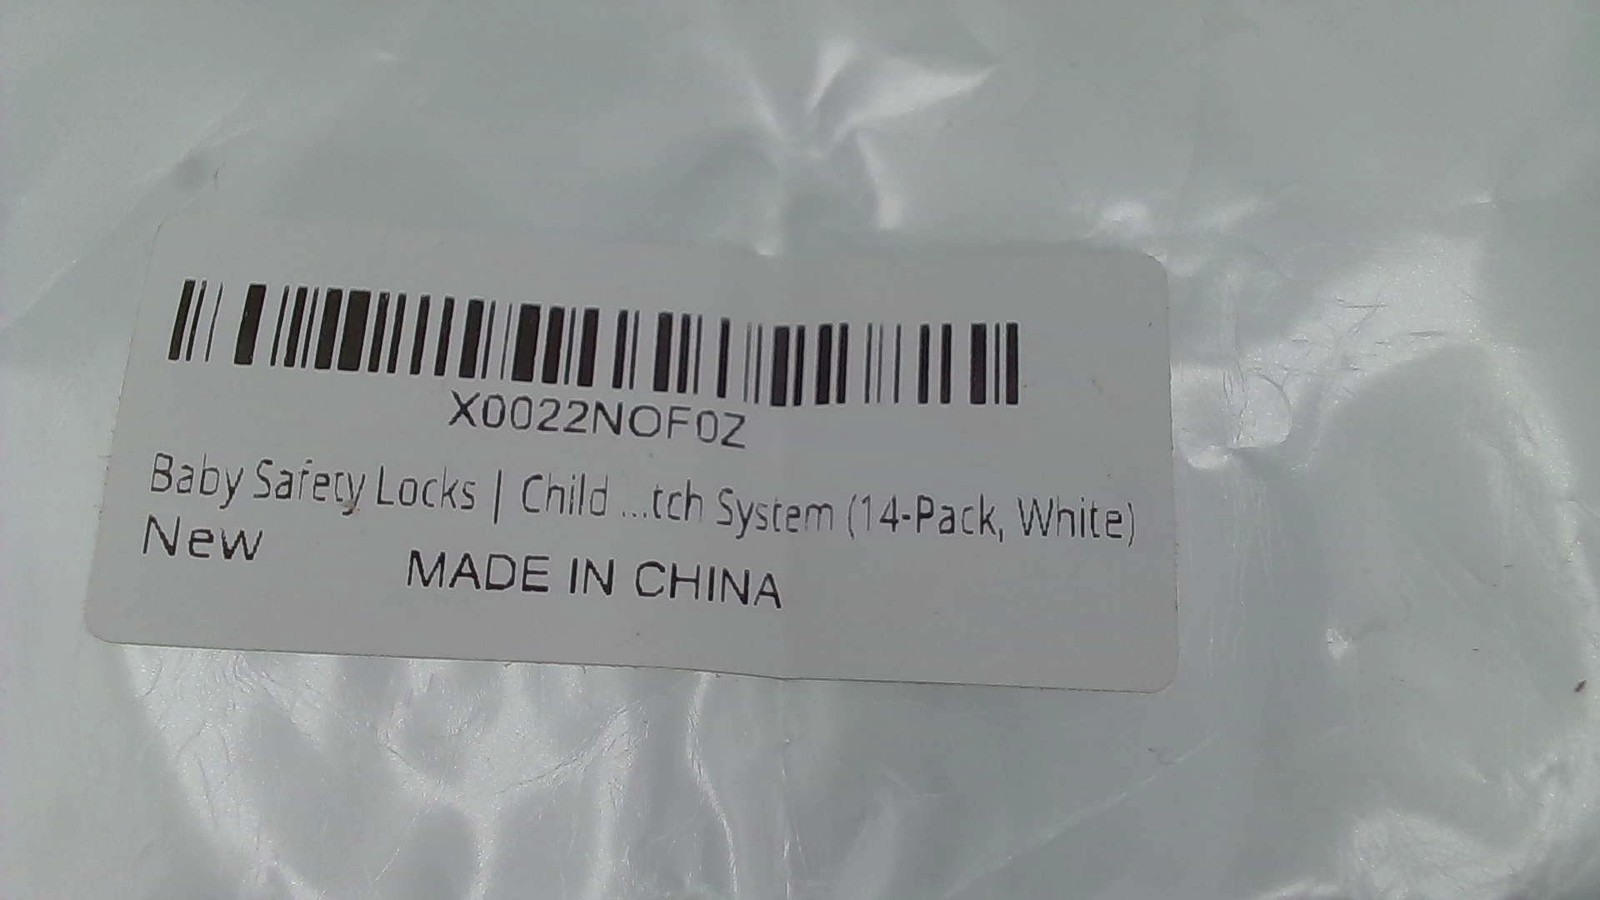 X0022NOF0Z
Baby Safety Locks | Child ...tch System (14-Pack, White)
New
MADE IN CHINA